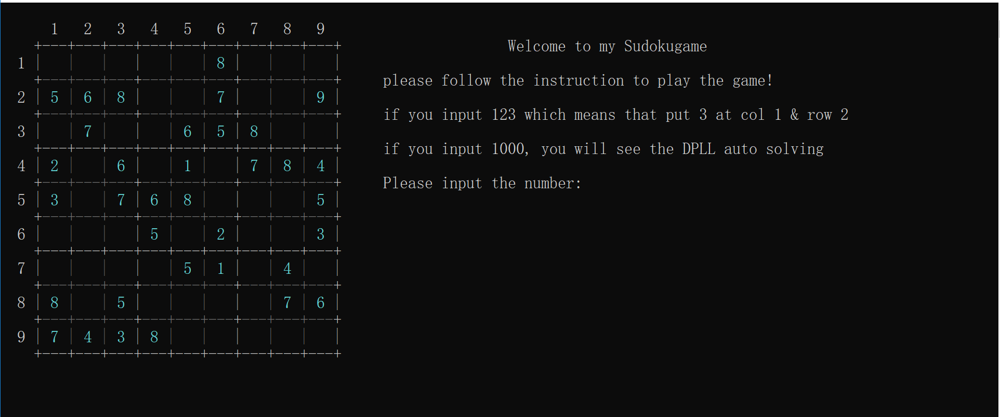 1 2 3 4 5 6 7 8 9
Welcome to my Sudokugame
1 8
please follow the instruction to play the game!
2 5 6 8 7 9
if you input 123 which means that put 3 at col 1 & row 2
3 7 6 5 8
if you input 1000, you will see the DPLL auto solving
4 2 6 1 7 8 4
Please input the number:
5 3 7 6 8 5
6 5 2 3
7 5 1 4
8 8 5 7 6
9 7 4 3 8